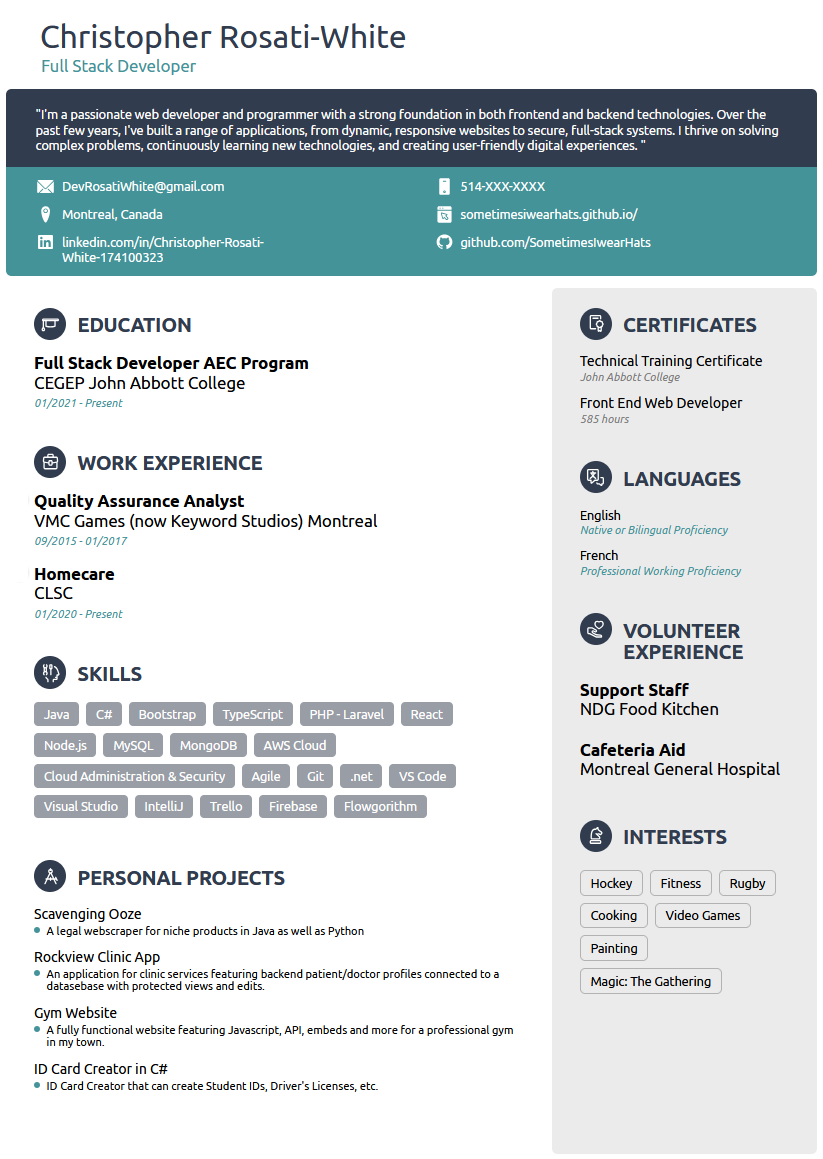 Christopher Rosati-White
Full Stack Developer
"I'm a passionate web developer and programmer with a strong foundation in both frontend and backend technologies. Over the
past few years, I've built a range of applications, from dynamic, responsive websites to secure, full-stack systems. I thrive on solving
complex problems, continuously learning new technologies, and creating user-friendly digital experiences. "
DevRosatiWhite@gmail.com
514-XXX-XXXX
Montreal, Canada
sometimesiwearhats.github.io/
linkedin.com/in/Christopher-Rosati-
White-174100323
github.com/SometimesIwearHats
EDUCATION
Full Stack Developer AEC Program
CEGEP John Abbott College
01/2021 - Present
WORK EXPERIENCE
Quality Assurance Analyst
VMC Games (now Keyword Studios) Montreal
09/2015 - 01/2017
Homecare
CLSC
01/2020 - Present
SKILLS
Java C# Bootstrap TypeScript PHP - Laravel React
Node.js MySQL MongoDB AWS Cloud
Cloud Administration & Security Agile Git .net VS Code
Visual Studio IntelliJ Trello Firebase Flowgorithm
PERSONAL PROJECTS
Scavenging Ooze
A legal webscraper for niche products in Java as well as Python
Rockview Clinic App
An application for clinic services featuring backend patient/doctor profiles connected to a
datasebase with protected views and edits.
Gym Website
A fully functional website featuring Javascript, API, embeds and more for a professional gym
in my town.
ID Card Creator in C#
ID Card Creator that can create Student IDs, Driver's Licenses, etc.
CERTIFICATES
Technical Training Certificate
John Abbott College
Front End Web Developer
585 hours
LANGUAGES
English
Native or Bilingual Proficiency
French
Professional Working Proficiency
VOLUNTEER
EXPERIENCE
Support Staff
NDG Food Kitchen
Cafeteria Aid
Montreal General Hospital
INTERESTS
Hockey Fitness Rugby
Cooking Video Games
Painting
Magic: The Gathering